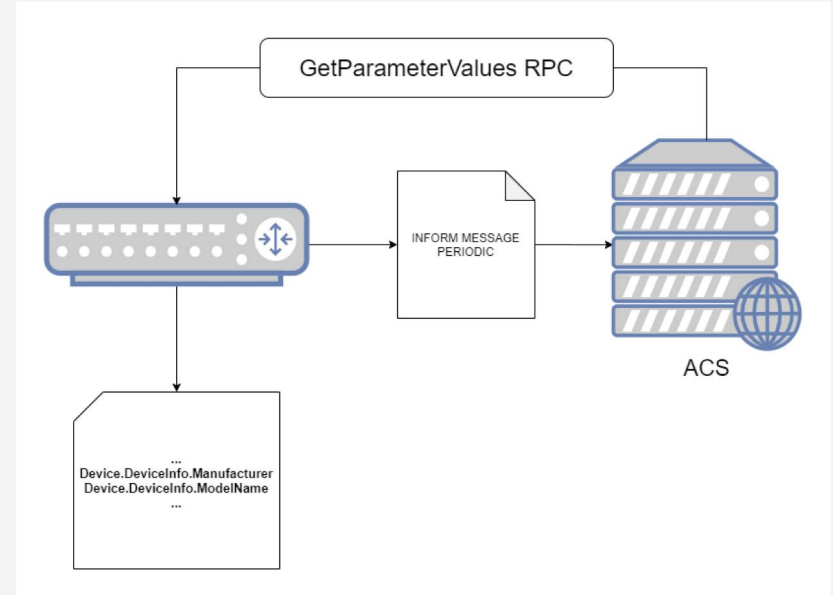 GetParameterValues RPC
INFORM MESSAGE
PERIODIC
ACS
...
Device.DeviceInfo.Manufacturer
Device.DeviceInfo.ModelName
...